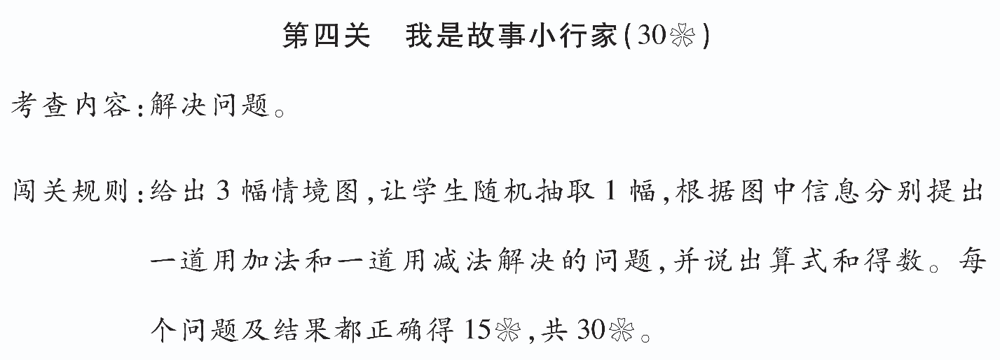 第四关 我是故事小行家(30❀)
考查内容:解决问题。
闯关规则:给出3幅情境图,让学生随机抽取1幅,根据图中信息分别提出
一道用加法和一道用减法解决的问题,并说出算式和得数。每
个问题及结果都正确得15❀,共30❀。